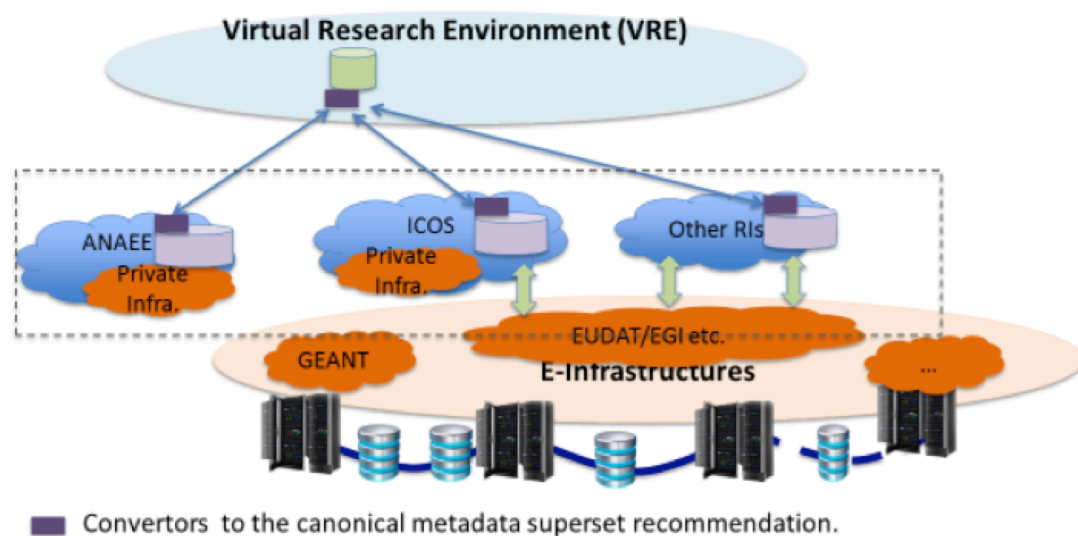 Virtual Research Environment (VRE)
ANAEE
Private
Infra.
ICOS
Private
Infra.
Other RIs
GEANT
EUDAT/EGI etc.
E-Infrastructures
...
Convertors to the canonical metadata superset recommendation.